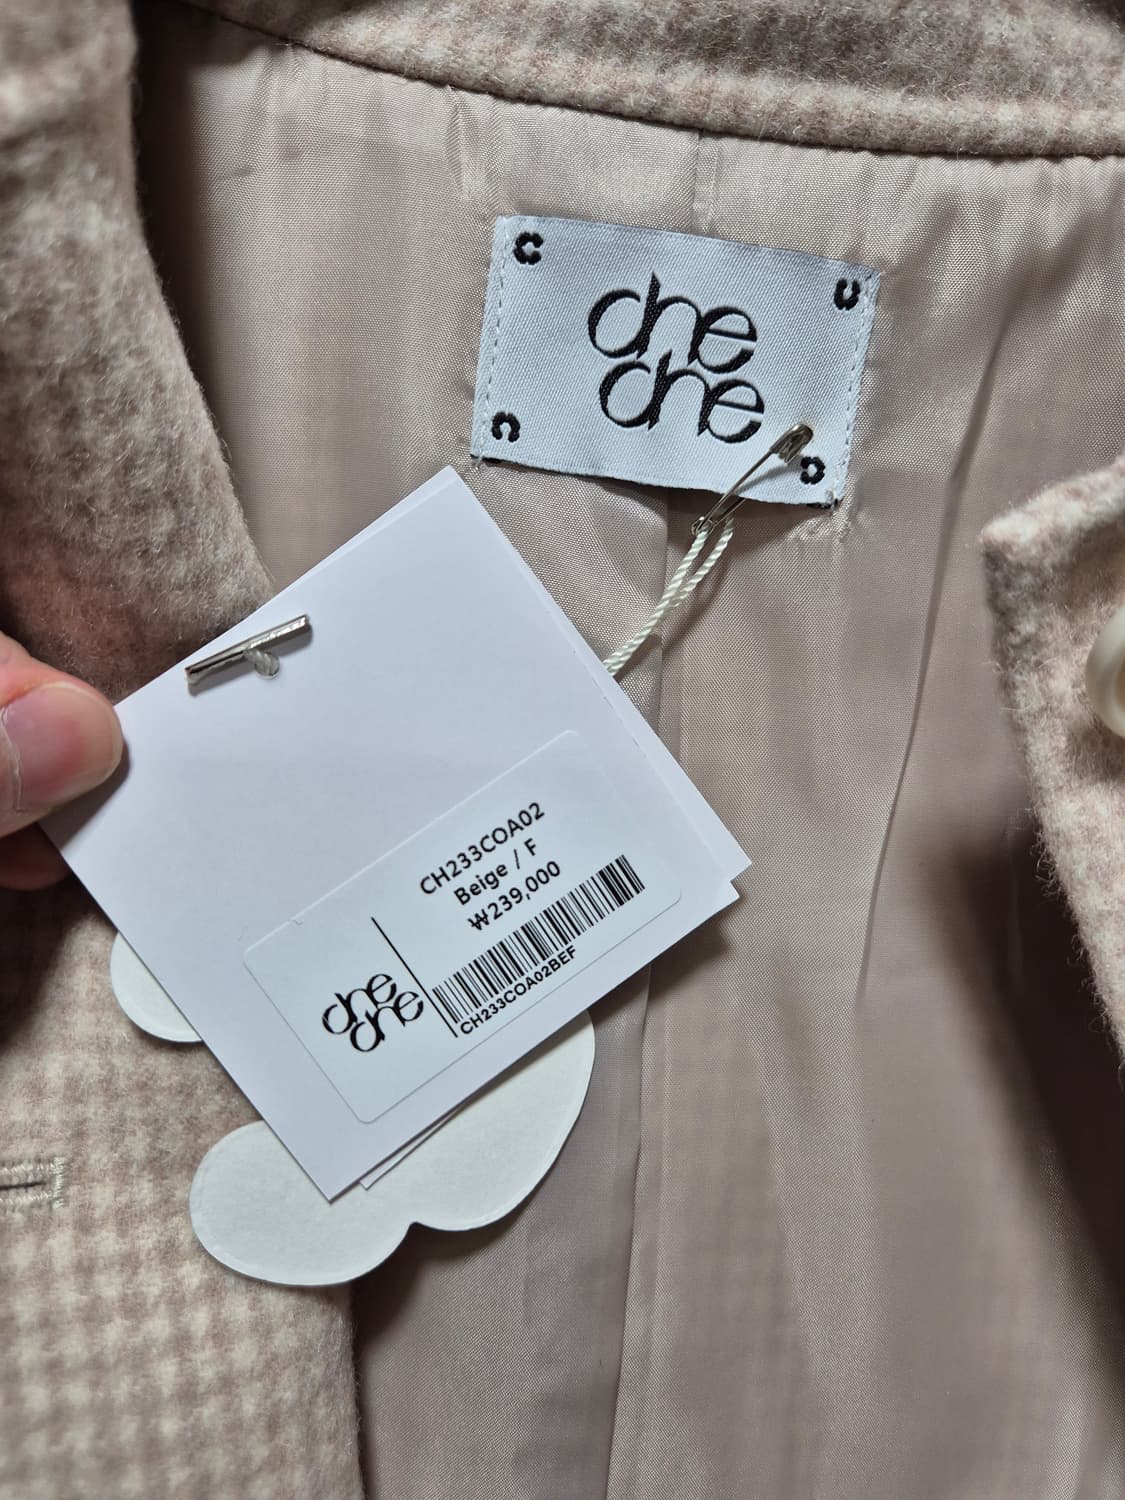 C
C
che
che
C
C
CH233COA02
Beige / F
₩239,000
CH233COA02BEF
che
che